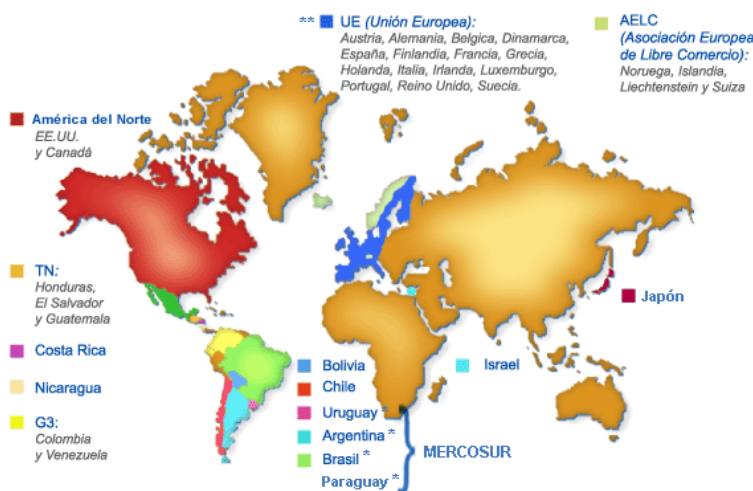 ** UE (Unión Europea):
Austria, Alemania, Belgica, Dinamarca,
España, Finlandia, Francia, Grecia,
Holanda, Italia, Irlanda, Luxemburgo,
Portugal, Reino Unido, Suecia.
AELC
(Asociación Europea
de Libre Comercio):
Noruega, Islandia,
Liechtenstein y Suiza
América del Norte
EE.UU.
y Canadá
TN:
Honduras,
El Salvador
y Guatemala
Costa Rica
Nicaragua
G3:
Colombia
y Venezuela
Bolivia
Chile
Uruguay *
Argentina *
Brasil *
Paraguay *
MERCOSUR
Israel
Japón